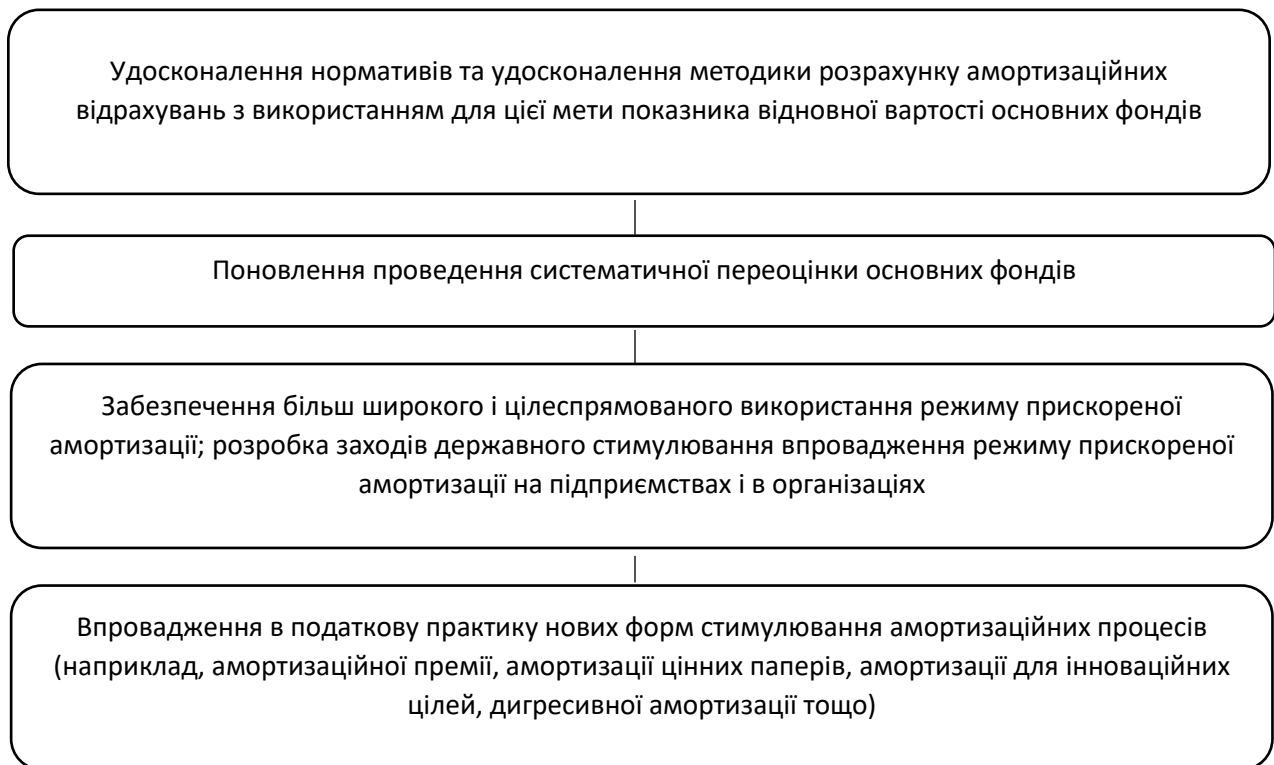 Удосконалення нормативів та удосконалення методики розрахунку амортизаційних
відрахувань з використанням для цієї мети показника відновної вартості основних фондів
Поновлення проведення систематичної переоцінки основних фондів
Забезпечення більш широкого і цілеспрямованого використання режиму прискореної
амортизації; розробка заходів державного стимулювання впровадження режиму прискореної
амортизації на підприємствах і в організаціях
Впровадження в податкову практику нових форм стимулювання амортизаційних процесів
(наприклад, амортизаційної премії, амортизації цінних паперів, амортизації для інноваційних
цілей, дигресивної амортизації тощо)